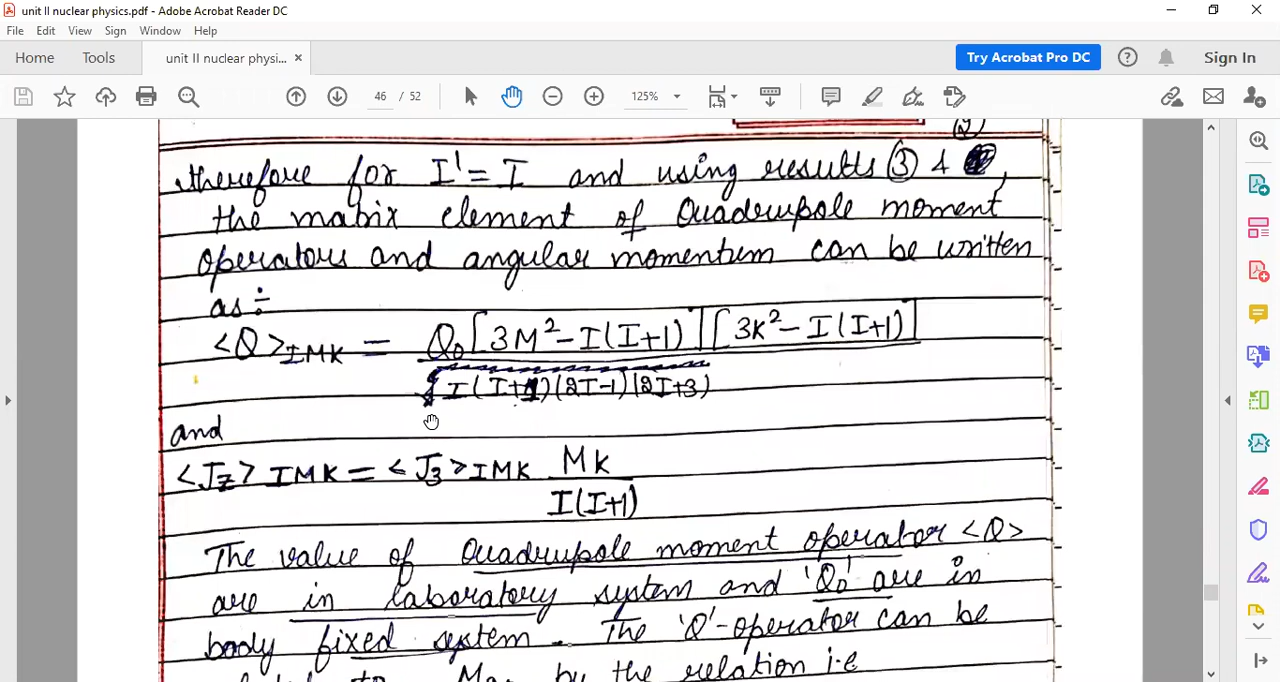 unit II nuclear physics.pdf - Adobe Acrobat Reader DC
File Edit View Sign Window Help
Home Tools unit II nuclear physi... ×
Try Acrobat Pro DC
Sign In
46 / 52
125%
(2)
therefore for I' = I and using results ③ &
the matrix element of Quadrupole moment
operators and angular momentum can be written
as ÷
<Q>IMK = Q₀[3M² - I(I+1)][3K² - I(I+1)]
I(I+1)(2I-1)(2I+3)
and
<Jz> IMK = <J3>IMK MK
I(I+1)
The value of Quadrupole moment operator <Q>
are in laboratory system and 'Q₀' are in
body fixed system. The 'Q'-operator can be
by the relation i.e